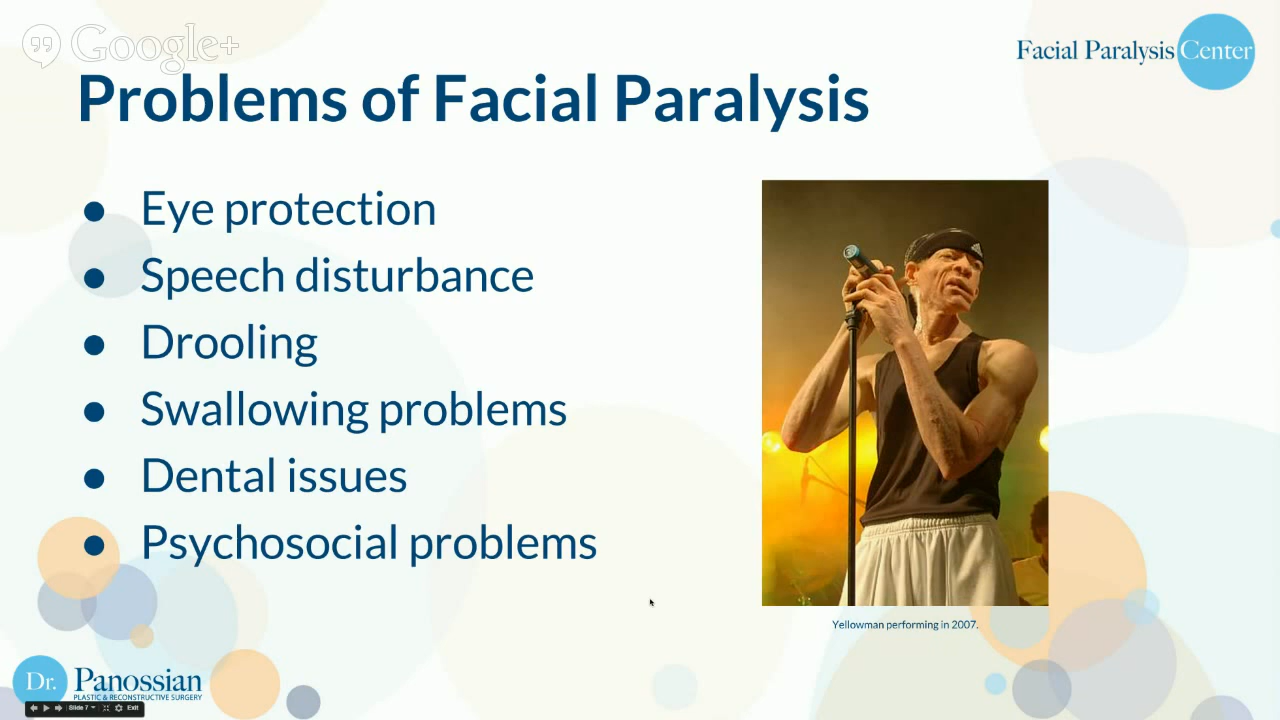 Google+
Facial Paralysis Center
Problems of Facial Paralysis
● Eye protection
● Speech disturbance
● Drooling
● Swallowing problems
● Dental issues
● Psychosocial problems
Yellowman performing in 2007.
Dr. Panossian
PLASTIC & RECONSTRUCTIVE SURGERY
Slide 7
Exit